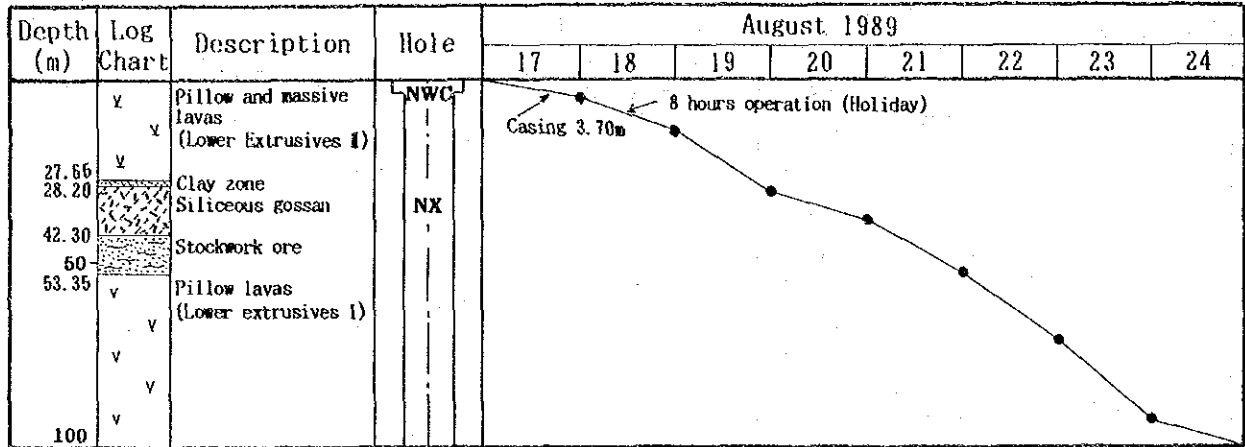 Depth (m)
Log Chart
Description
Hole
August 1989
17 18 19 20 21 22 23 24
Pillow and massive
lavas
(Lower Extrusives I)
NWC
Casing 3.70m
8 hours operation (Holiday)
27.65
28.20
Clay zone
Siliceous gossan
NX
42.30
Stockwork ore
50
53.35
Pillow lavas
(Lower extrusives I)
100